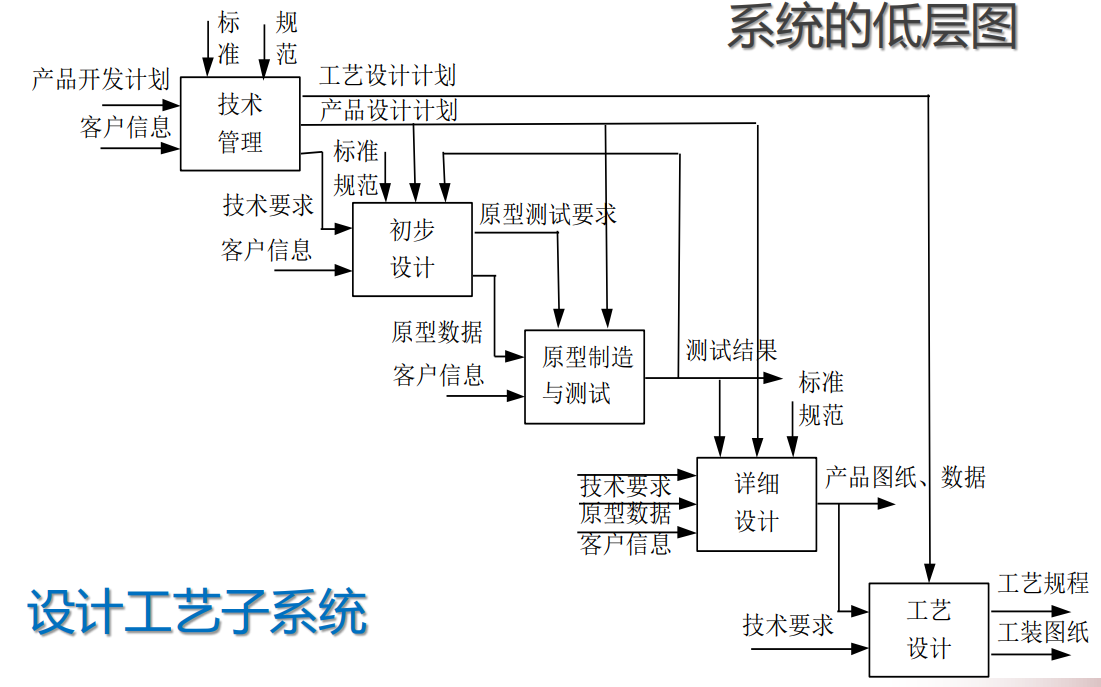 系统的低层图
标准
规范
产品开发计划
客户信息
技术
管理
工艺设计计划
产品设计计划
标准
规范
技术要求
客户信息
初步
设计
原型测试要求
原型数据
客户信息
原型制造
与测试
测试结果
标准
规范
技术要求
原型数据
客户信息
详细
设计
产品图纸、数据
技术要求
工艺
设计
工艺规程
工装图纸
设计工艺子系统